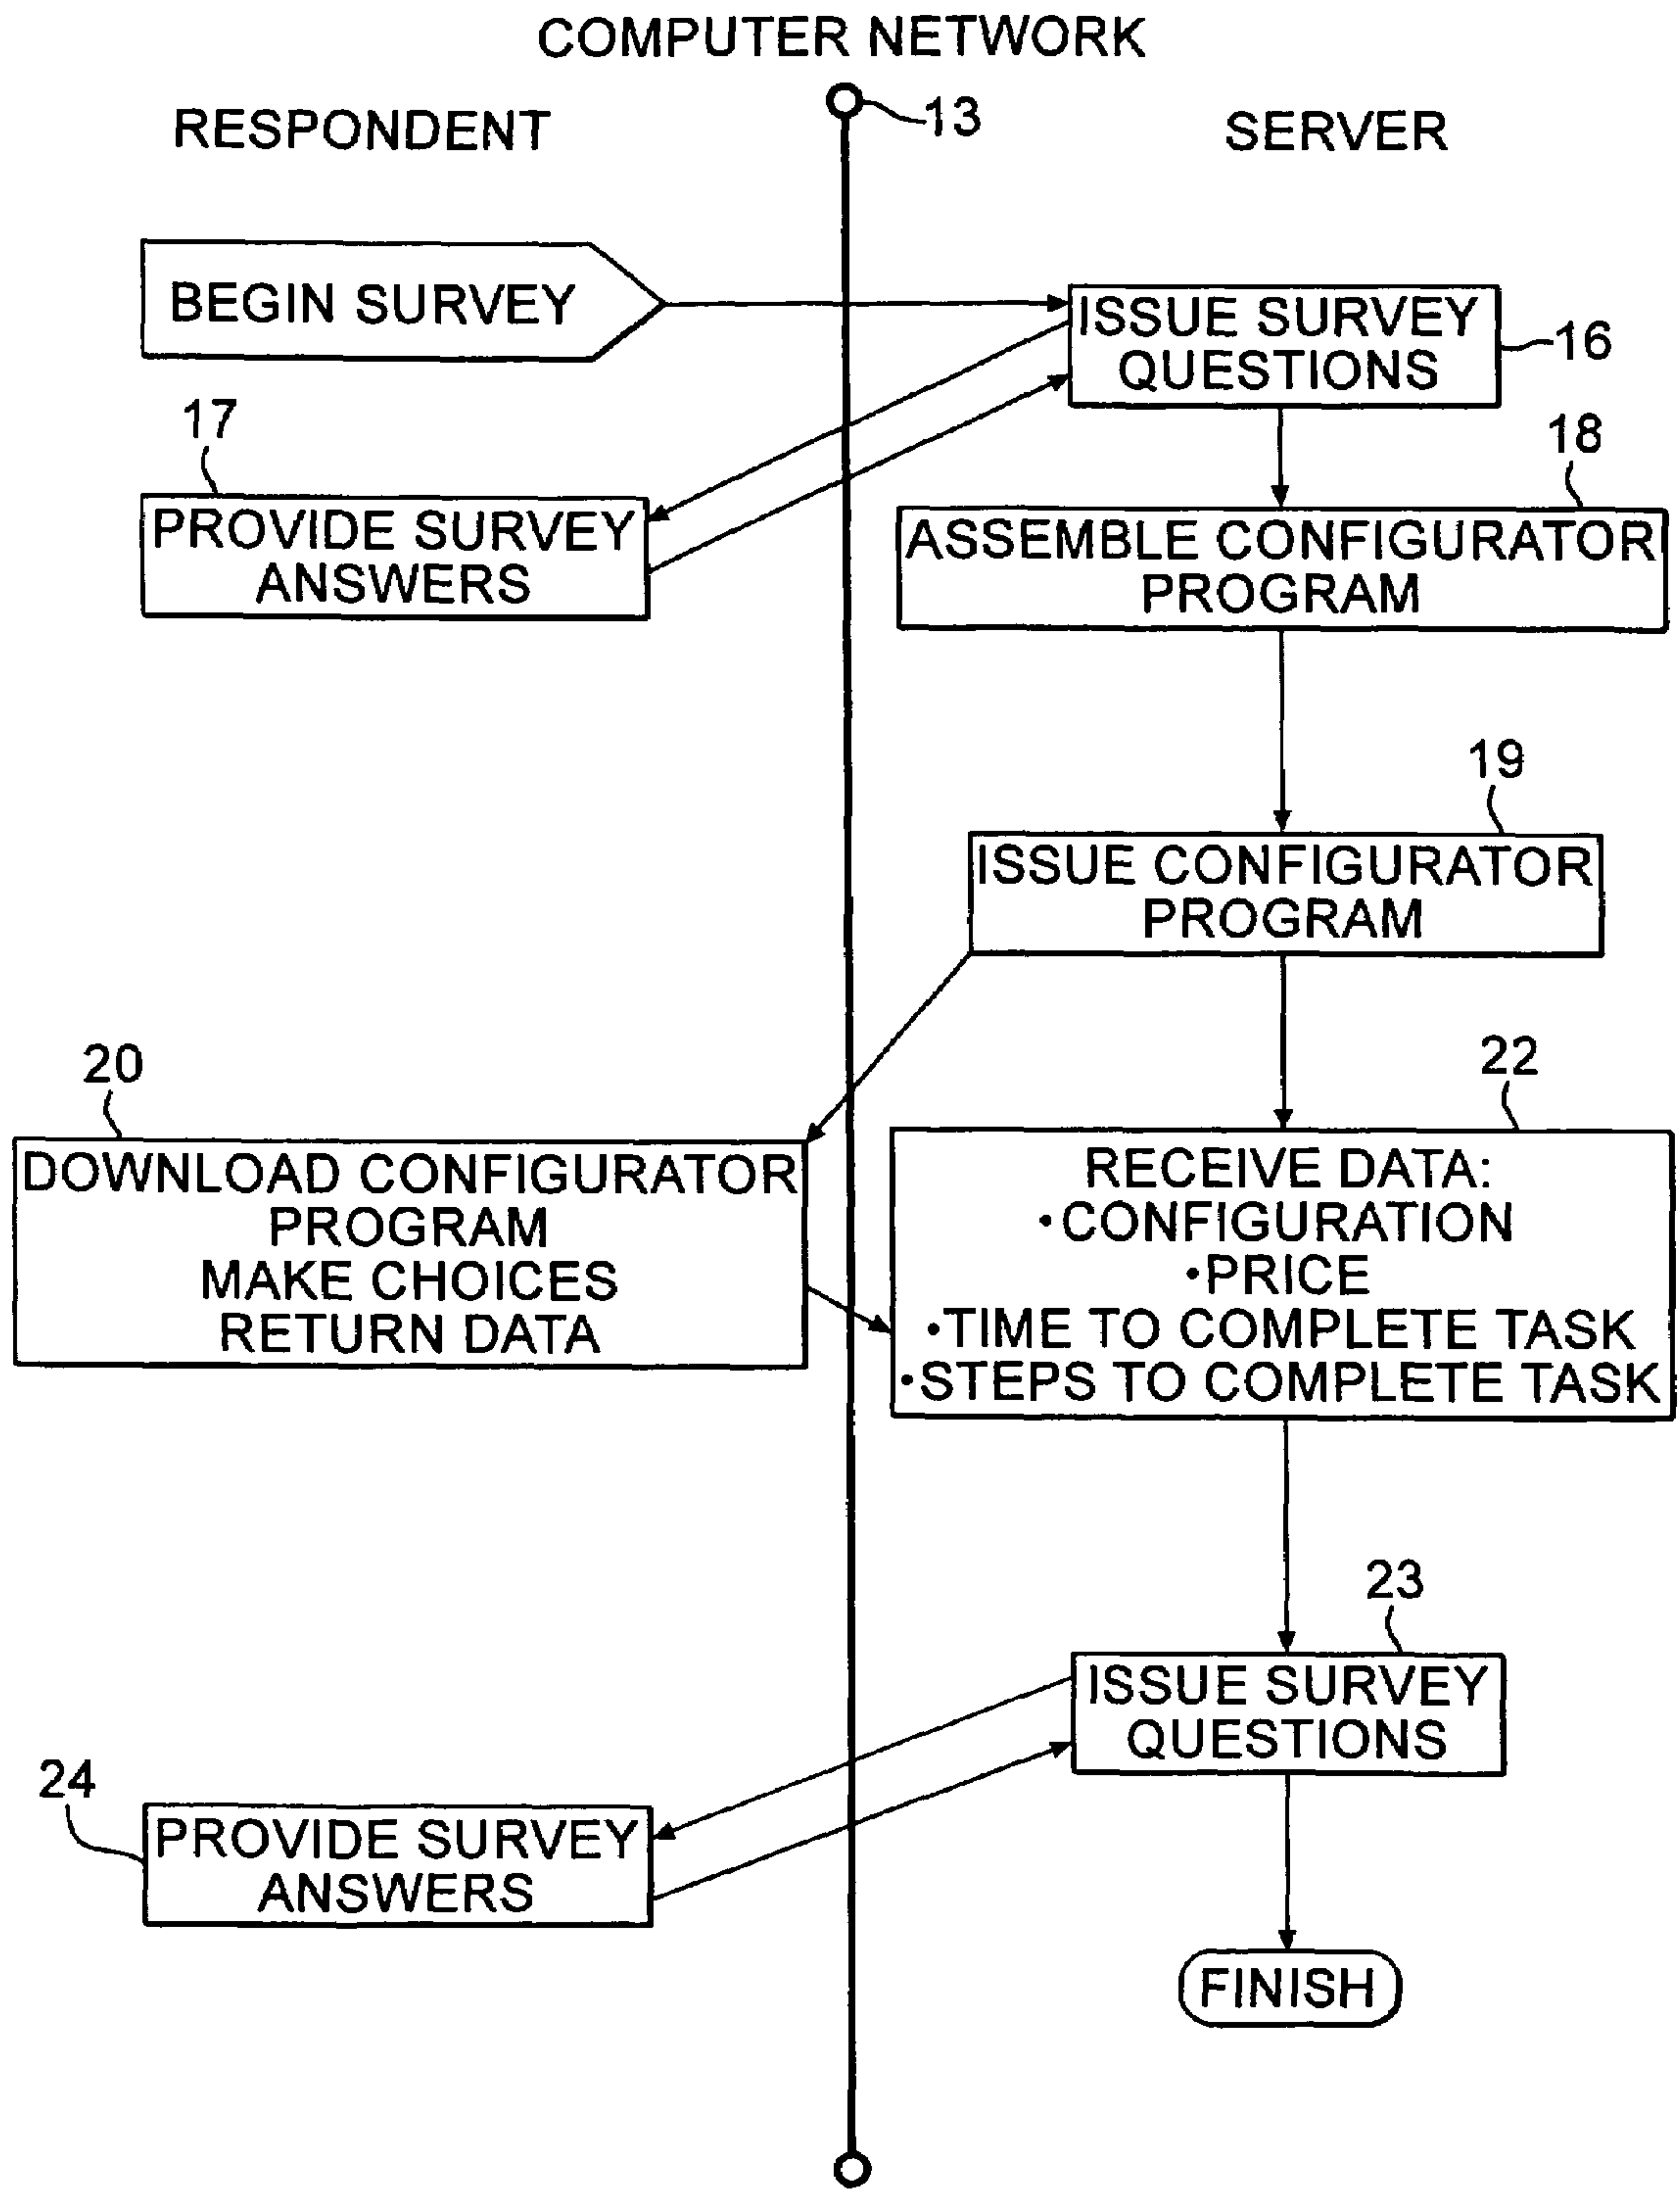 COMPUTER NETWORK
13
RESPONDENT
SERVER
BEGIN SURVEY
ISSUE SURVEY
QUESTIONS
16
17
PROVIDE SURVEY
ANSWERS
18
ASSEMBLE CONFIGURATOR
PROGRAM
19
ISSUE CONFIGURATOR
PROGRAM
20
DOWNLOAD CONFIGURATOR
PROGRAM
MAKE CHOICES
RETURN DATA
22
RECEIVE DATA:
•CONFIGURATION
•PRICE
•TIME TO COMPLETE TASK
•STEPS TO COMPLETE TASK
23
ISSUE SURVEY
QUESTIONS
24
PROVIDE SURVEY
ANSWERS
FINISH